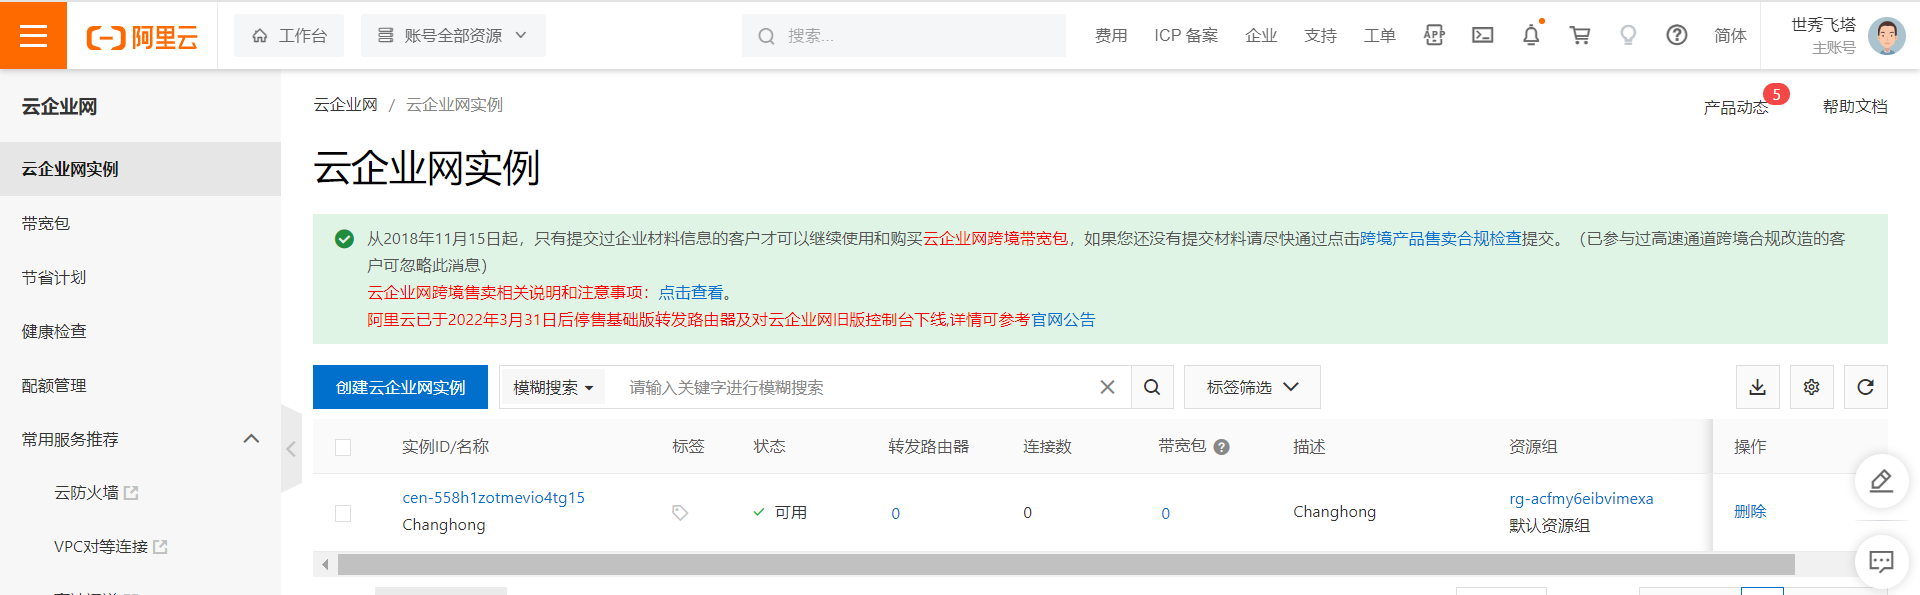 阿里云
工作台
账号全部资源
搜索...
费用
ICP 备案
企业
支持
工单
APP
简体
世秀飞塔
主账号
云企业网
云企业网实例
带宽包
节省计划
健康检查
配额管理
常用服务推荐
云防火墙
VPC对等连接
云企业网 / 云企业网实例
产品动态 5
帮助文档
云企业网实例
从2018年11月15日起，只有提交过企业材料信息的客户才可以继续使用和购买云企业网跨境带宽包，如果您还没有提交材料请尽快通过点击跨境产品售卖合规检查提交。（已参与过高速通道跨境合规改造的客
户可忽略此消息）
云企业网跨境售卖相关说明和注意事项：点击查看。
阿里云已于2022年3月31日后停售基础版转发路由器及对云企业网旧版控制台下线,详情可参考官网公告
创建云企业网实例
模糊搜索
请输入关键字进行模糊搜索
标签筛选
实例ID/名称 标签 状态 转发路由器 连接数 带宽包 描述 资源组 操作
cen-558h1zotmevio4tg15
Changhong
可用 0 0 0 Changhong
rg-acfmy6eibvimexa
默认资源组
删除